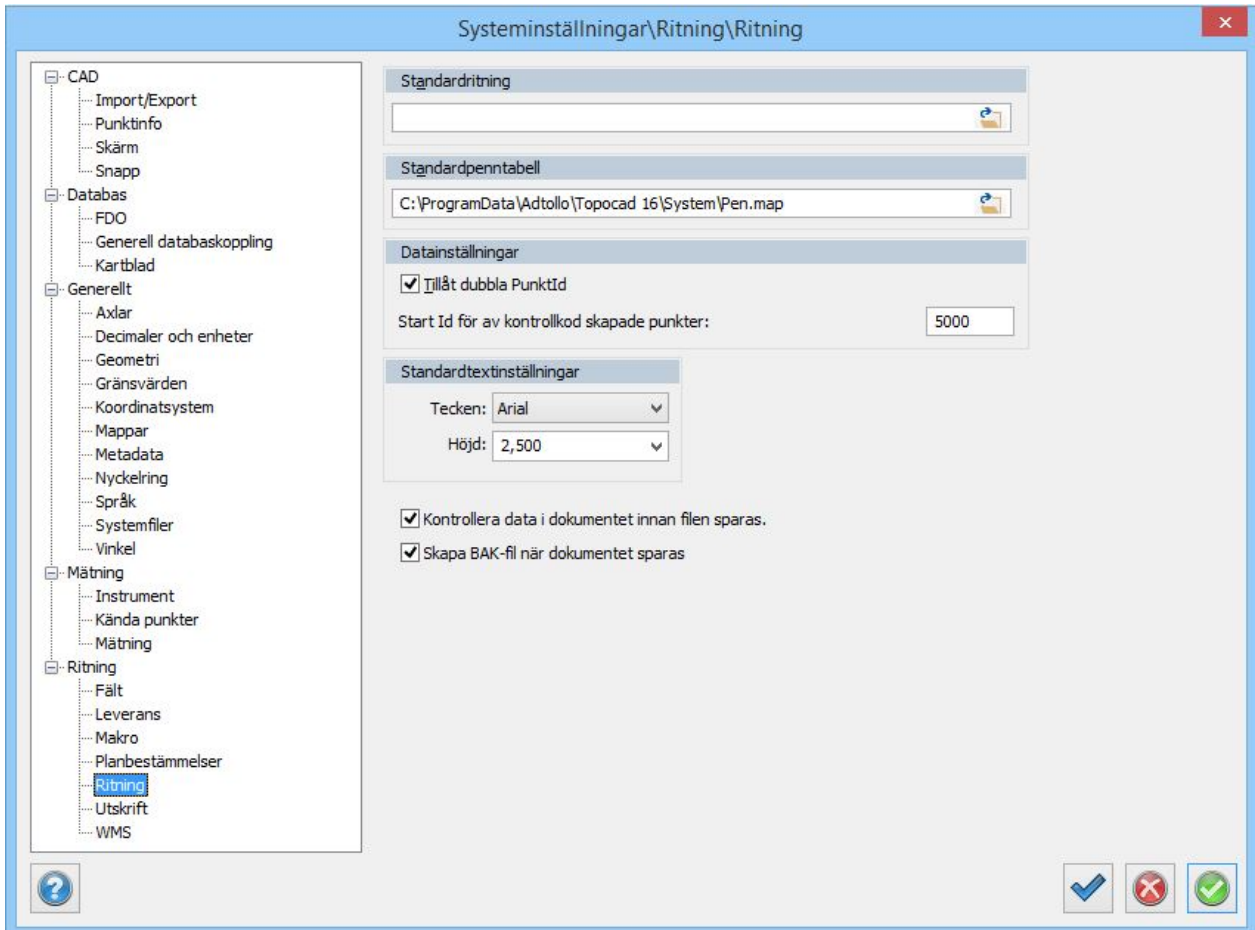 Systeminställningar\Ritning\Ritning
CAD
Import/Export
Punktinfo
Skärm
Snapp
Databas
FDO
Generell databaskoppling
Kartblad
Generellt
Axlar
Decimaler och enheter
Geometri
Gränsvärden
Koordinatsystem
Mappar
Metadata
Nyckelring
Språk
Systemfiler
Vinkel
Mätning
Instrument
Kända punkter
Mätning
Ritning
Fält
Leverans
Makro
Planbestämmelser
Ritning
Utskrift
WMS
Standardritning
Standardpenntabell
C:\ProgramData\Adtollo\Topocad 16\System\Pen.map
Datainställningar
Tillåt dubbla PunktId
Start Id för av kontrollkod skapade punkter: 5000
Standardtextinställningar
Tecken: Arial
Höjd: 2,500
Kontrollera data i dokumentet innan filen sparas.
Skapa BAK-fil när dokumentet sparas